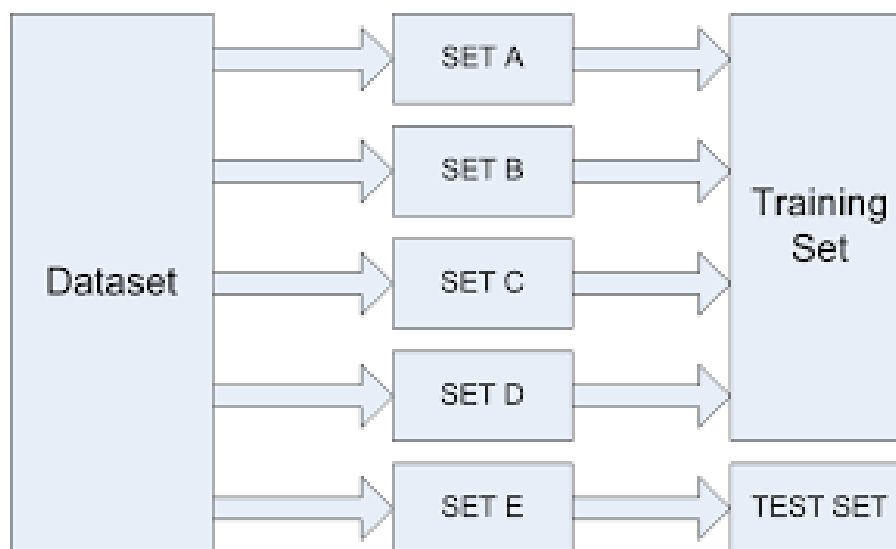 Dataset
SET A
SET B
SET C
SET D
SET E
Training
Set
TEST SET